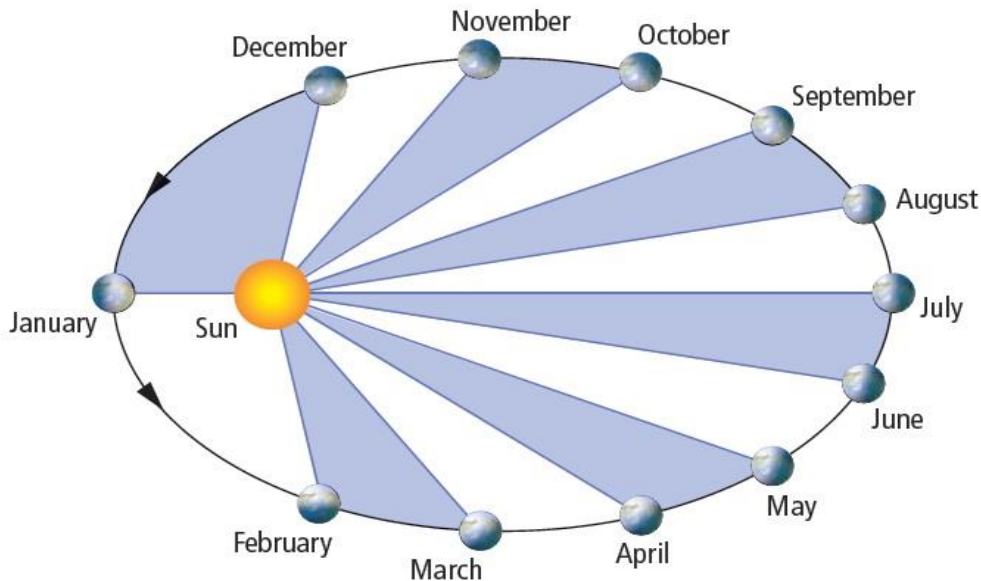 November
October
December
September
August
January
Sun
July
June
May
February
April
March